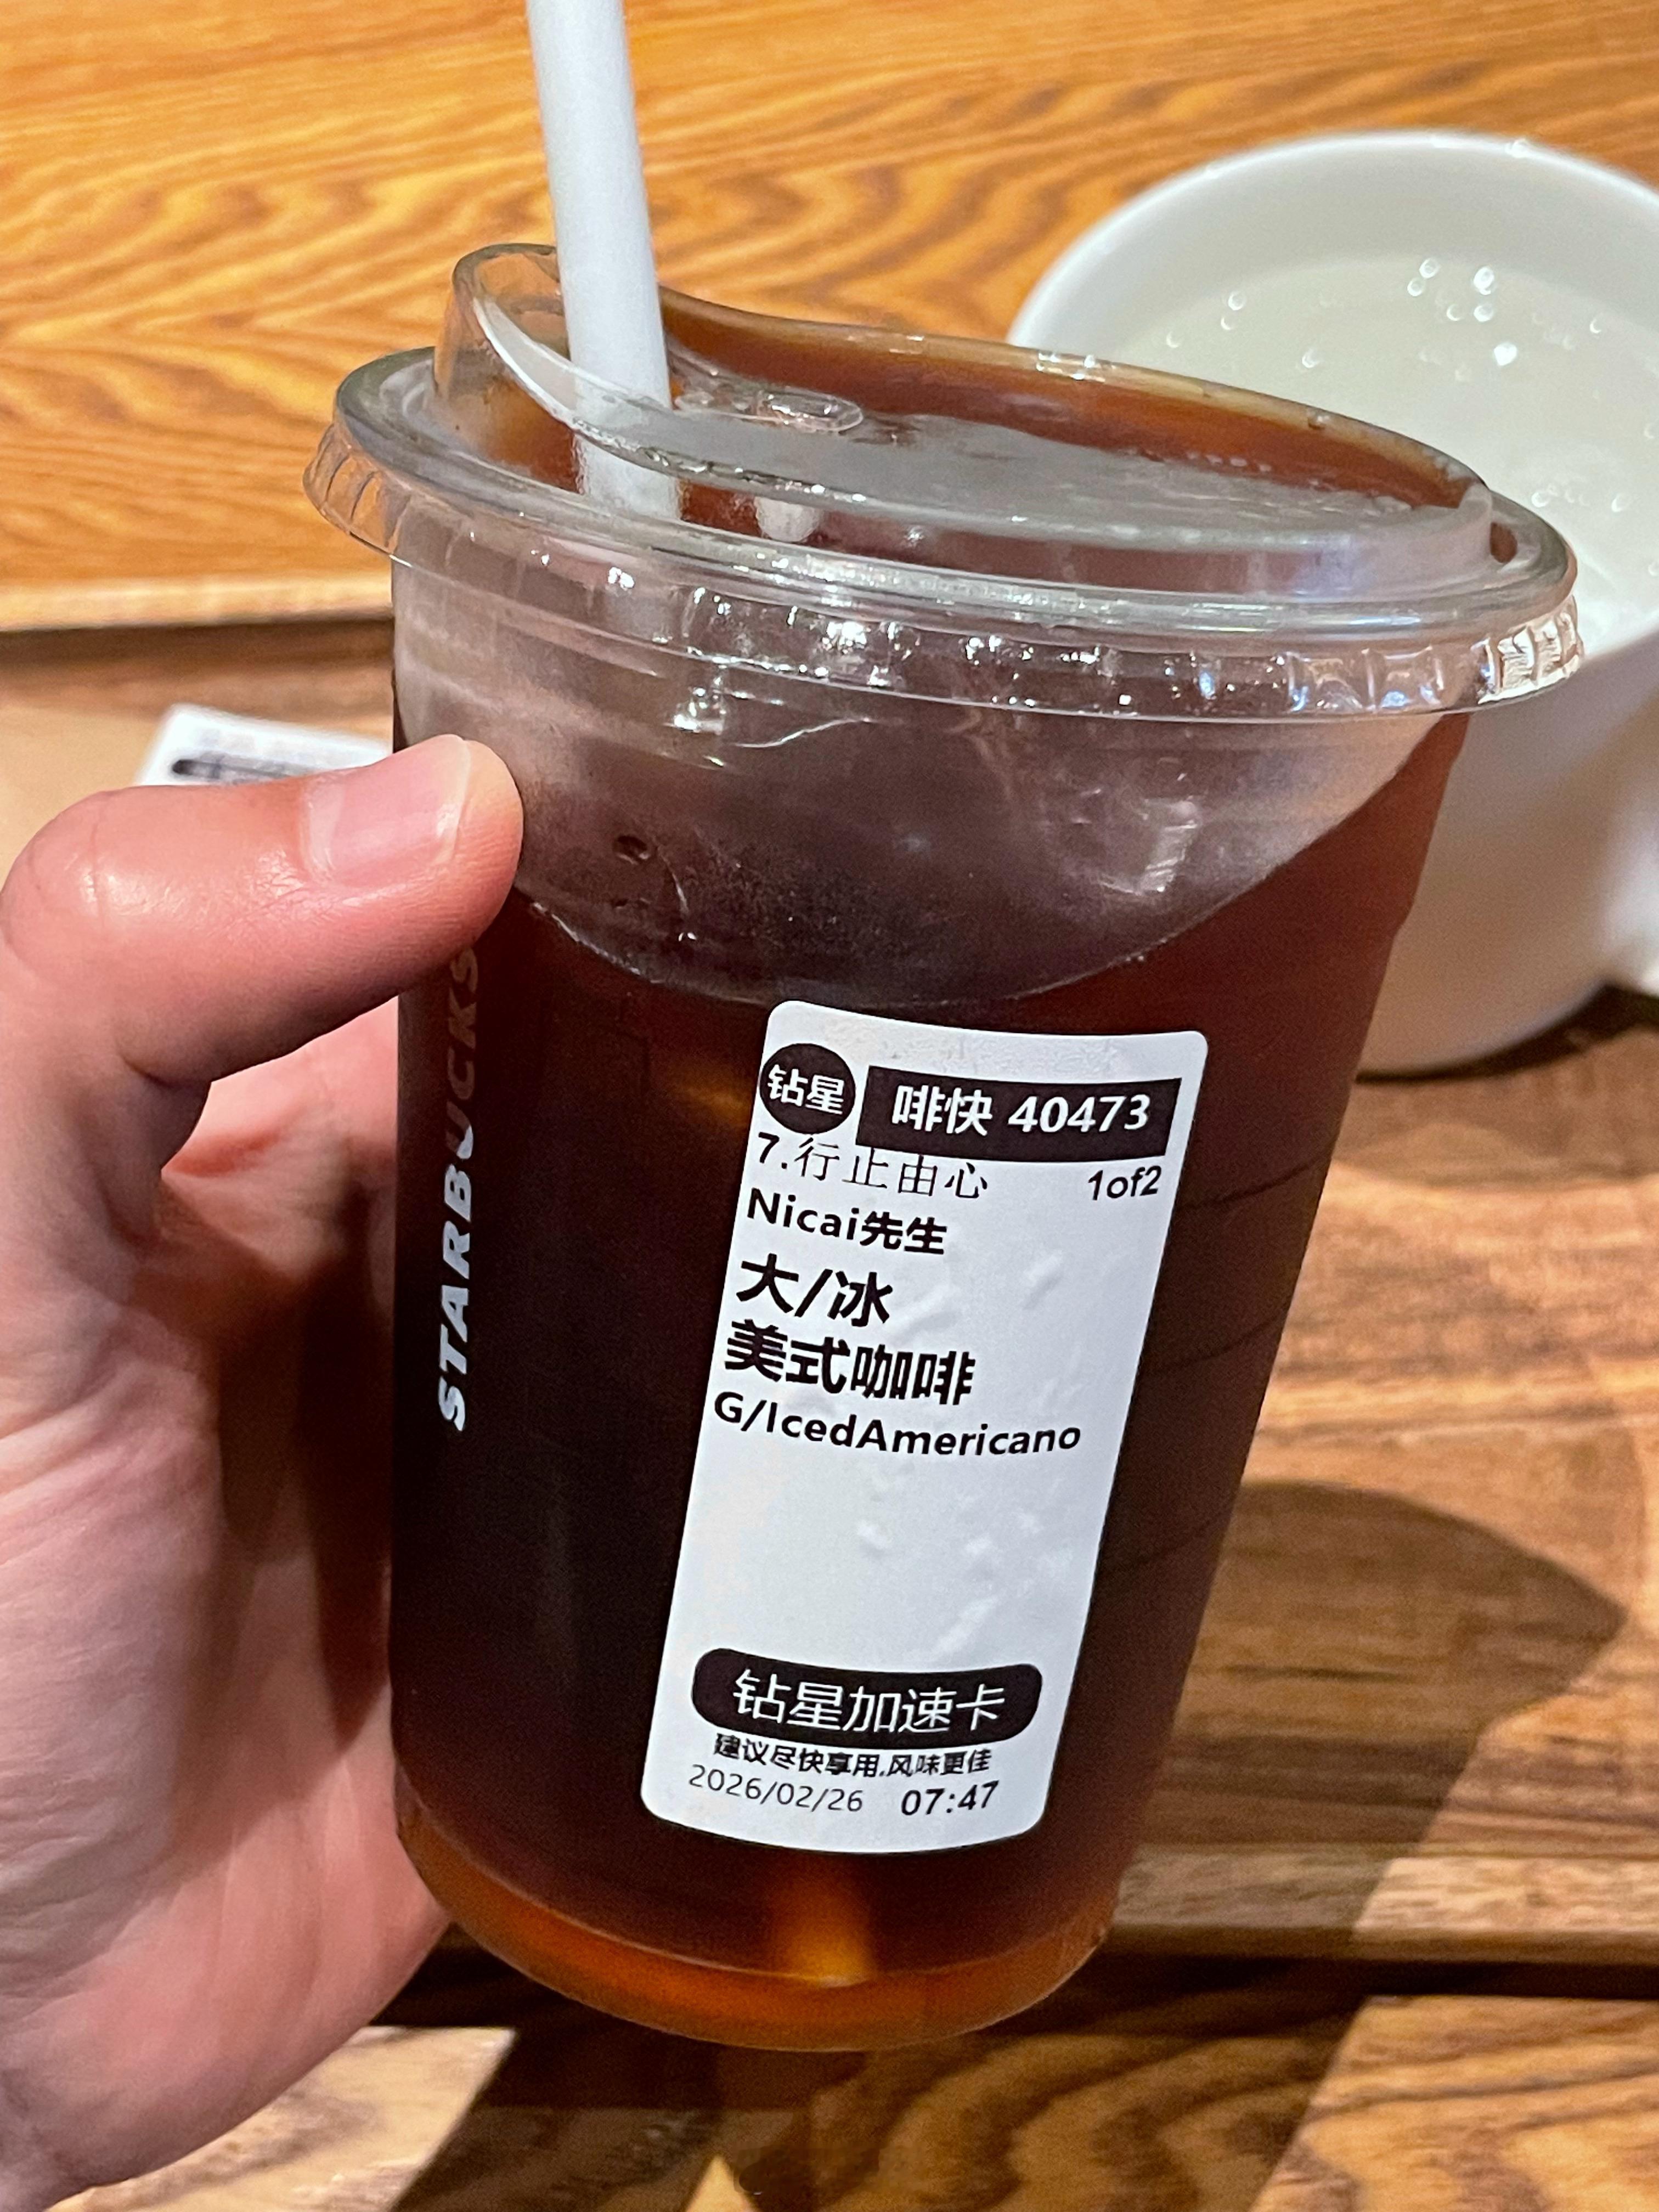 STARBUCKS
钻星
啡快 40473
7.行止由心
1of2
Nicai先生
大/冰
美式咖啡
G/IcedAmericano
钻星加速卡
建议尽快享用,风味更佳
2026/02/26 07:47